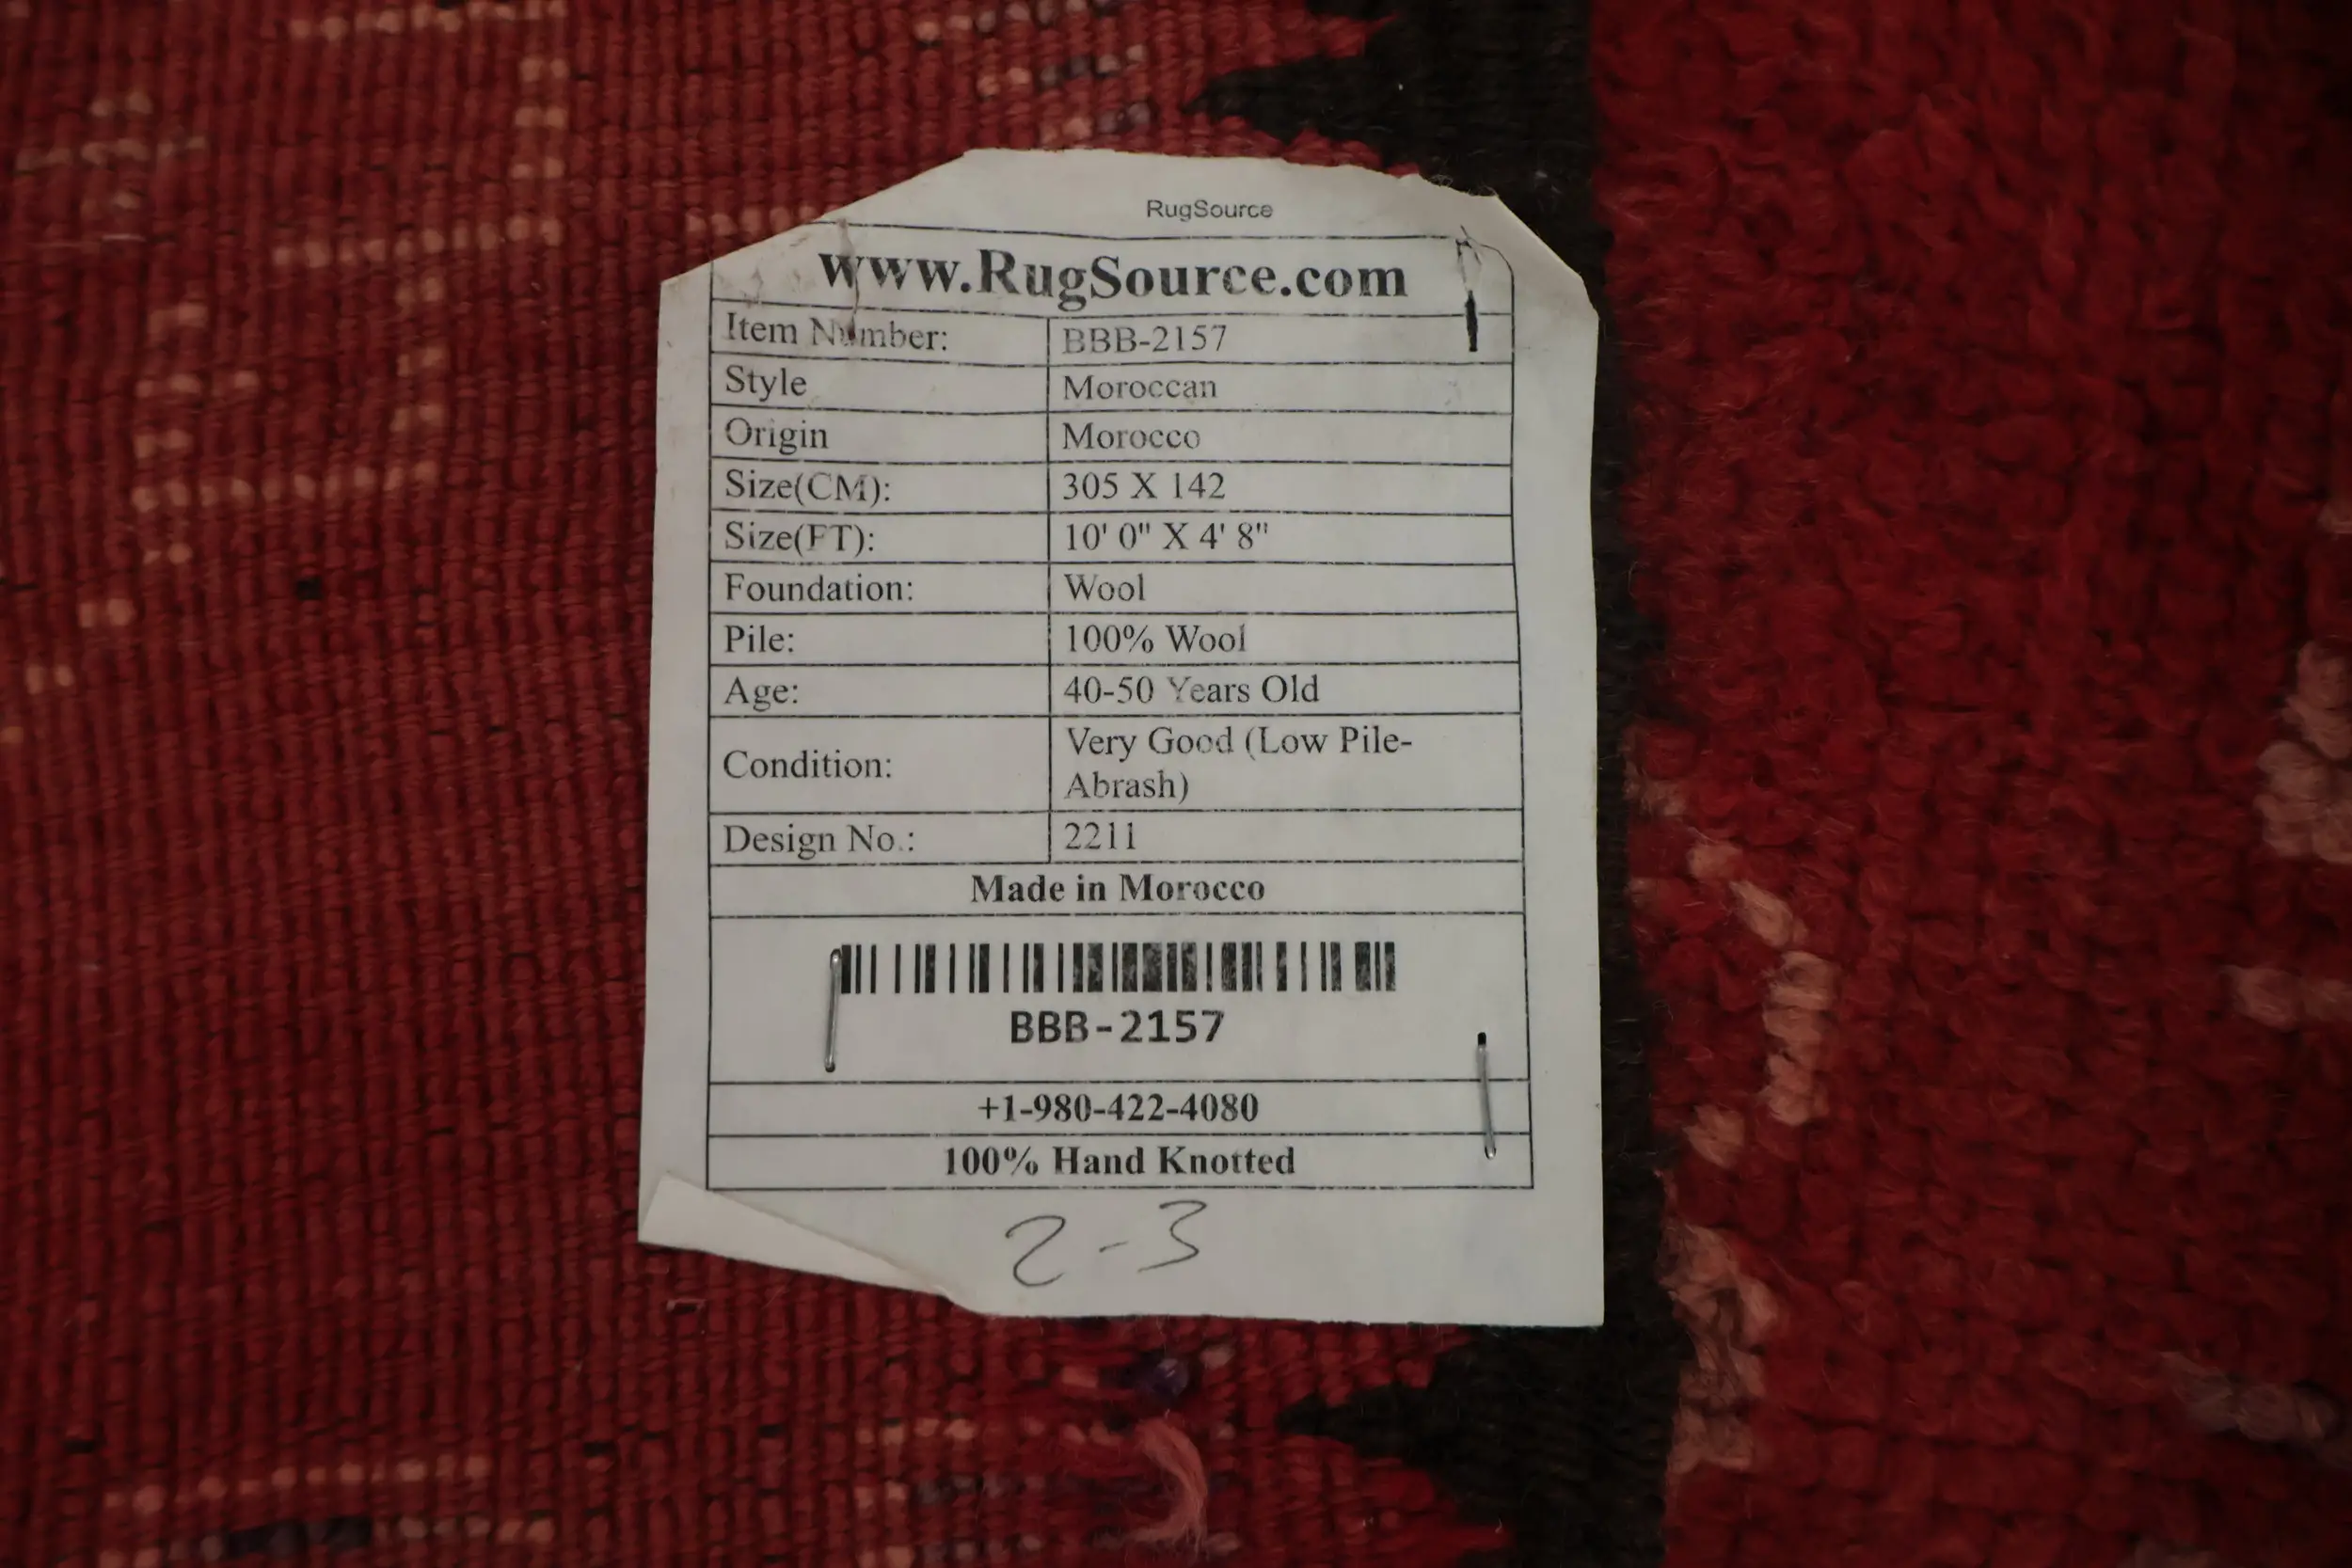 RugSource
www.RugSource.com
Item Number: BBB-2157
Style Moroccan
Origin Morocco
Size(CM): 305 X 142
Size(FT): 10' 0" X 4' 8"
Foundation: Wool
Pile: 100% Wool
Age: 40-50 Years Old
Condition: Very Good (Low Pile-
Abrash)
Design No.: 2211
Made in Morocco
BBB-2157
+1-980-422-4080
100% Hand Knotted
2-3